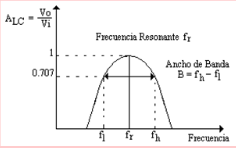 A_LC = Vo/Vi
Frecuencia Resonante fr
1
Ancho de Banda
0.707
B = fh – fl
fl fr fh Frecuencia